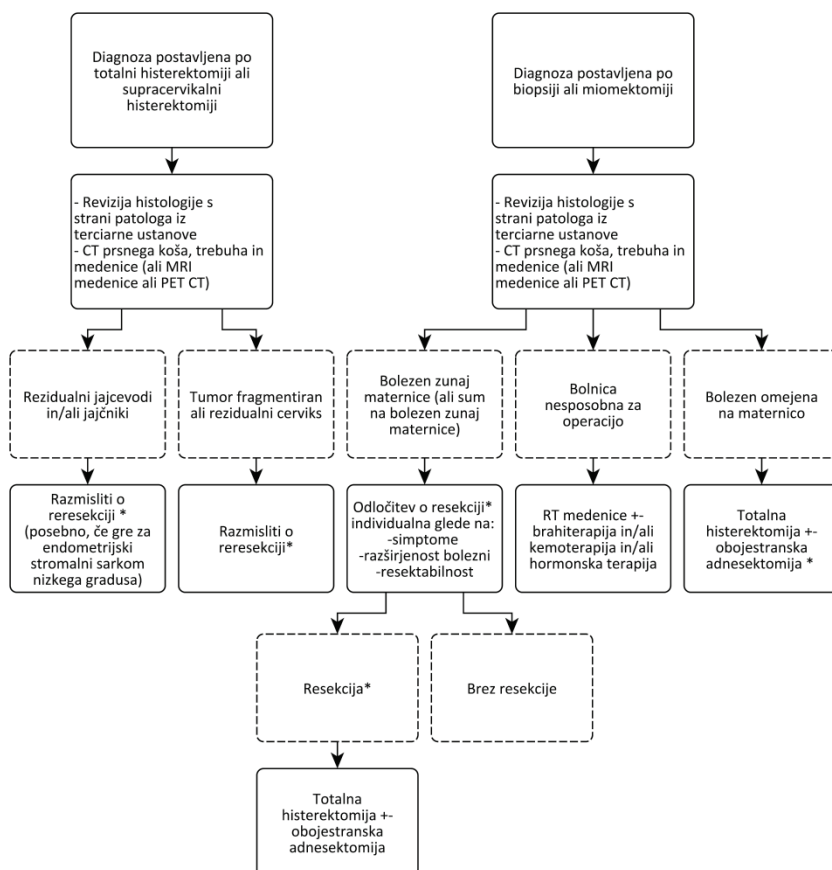 Diagnoza postavljena po
totalni histerektomiji ali
supracervikalni
histerektomiji
Diagnoza postavljena po
biopsiji ali miomektomiji
- Revizija histologije s
strani patologa iz
terciarne ustanove
- CT prsnega koša, trebuha in
medenice (ali MRI
medenice ali PET CT)
- Revizija histologije s
strani patologa iz
terciarne ustanove
- CT prsnega koša, trebuha in
medenice (ali MRI
medenice ali PET CT)
Rezidualni jajcevodi
in/ali jajčniki
Tumor fragmentiran
ali rezidualni cerviks
Bolezen zunaj
maternice (ali sum
na bolezen zunaj
maternice)
Bolnica
nesposobna za
operacijo
Bolezen omejena
na maternico
Razmisliti o
reresekciji *
(posebno, če gre za
endometrijski
stromalni sarkom
nizkega gradusa)
Razmisliti o
reresekciji*
Odločitev o resekciji*
individualna glede na:
-simptome
-razširjenost bolezni
-resektabilnost
RT medenice +-
brahiterapija in/ali
kemoterapija in/ali
hormonska terapija
Totalna
histerektomija +-
obojestranska
adnesektomija *
Resekcija*
Brez resekcije
Totalna
histerektomija +-
obojestranska
adnesektomija